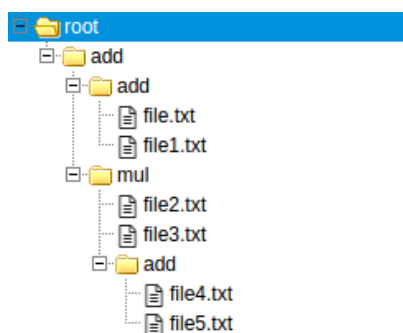 root
add
add
file.txt
file1.txt
mul
file2.txt
file3.txt
add
file4.txt
file5.txt